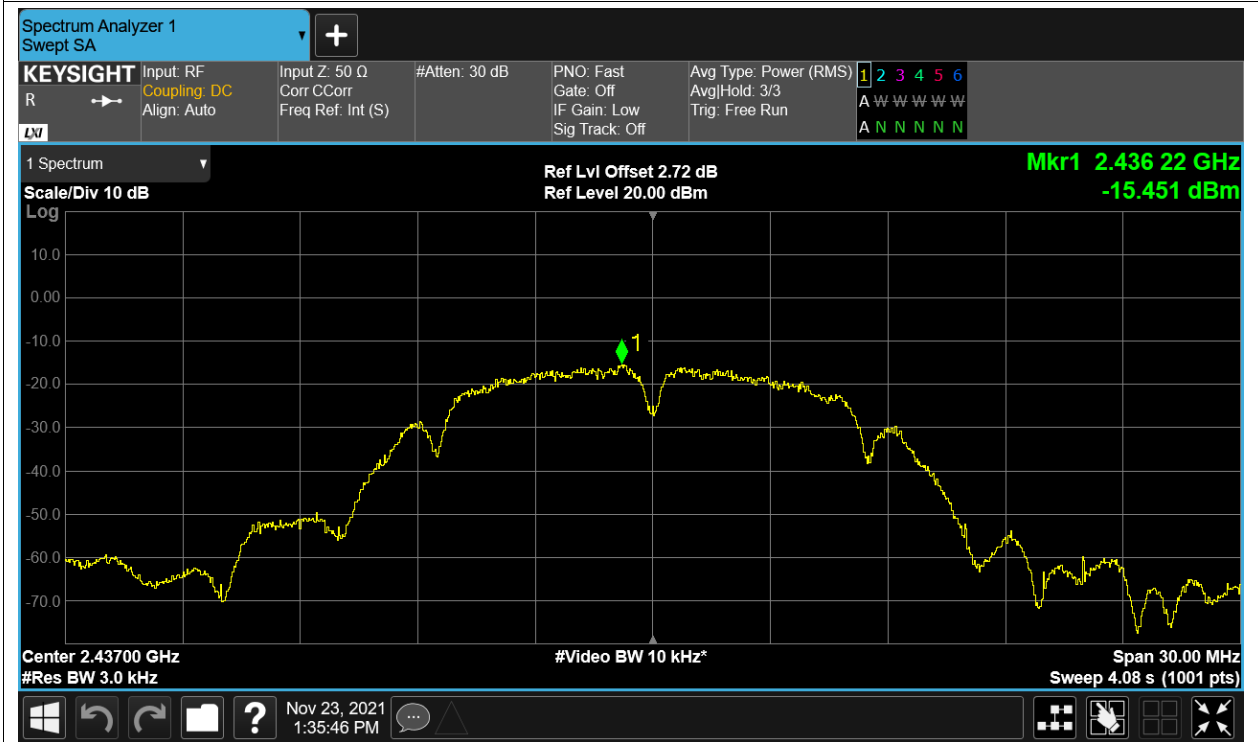 Spectrum Analyzer 1
Swept SA
KEYSIGHT
R
LXI
Input: RF
Coupling: DC
Align: Auto
Input Z: 50 Ω
Corr CCorr
Freq Ref: Int (S)
#Atten: 30 dB
PNO: Fast
Gate: Off
IF Gain: Low
Sig Track: Off
Avg Type: Power (RMS)
Avg|Hold: 3/3
Trig: Free Run
1 2 3 4 5 6
A W W W W W
A N N N N N
1 Spectrum
Scale/Div 10 dB
Log
Ref Lvl Offset 2.72 dB
Ref Level 20.00 dBm
Mkr1 2.436 22 GHz
-15.451 dBm
10.0
0.00
-10.0
-20.0
-30.0
-40.0
-50.0
-60.0
-70.0
1
Center 2.43700 GHz
#Res BW 3.0 kHz
#Video BW 10 kHz*
Span 30.00 MHz
Sweep 4.08 s (1001 pts)
?
Nov 23, 2021
1:35:46 PM